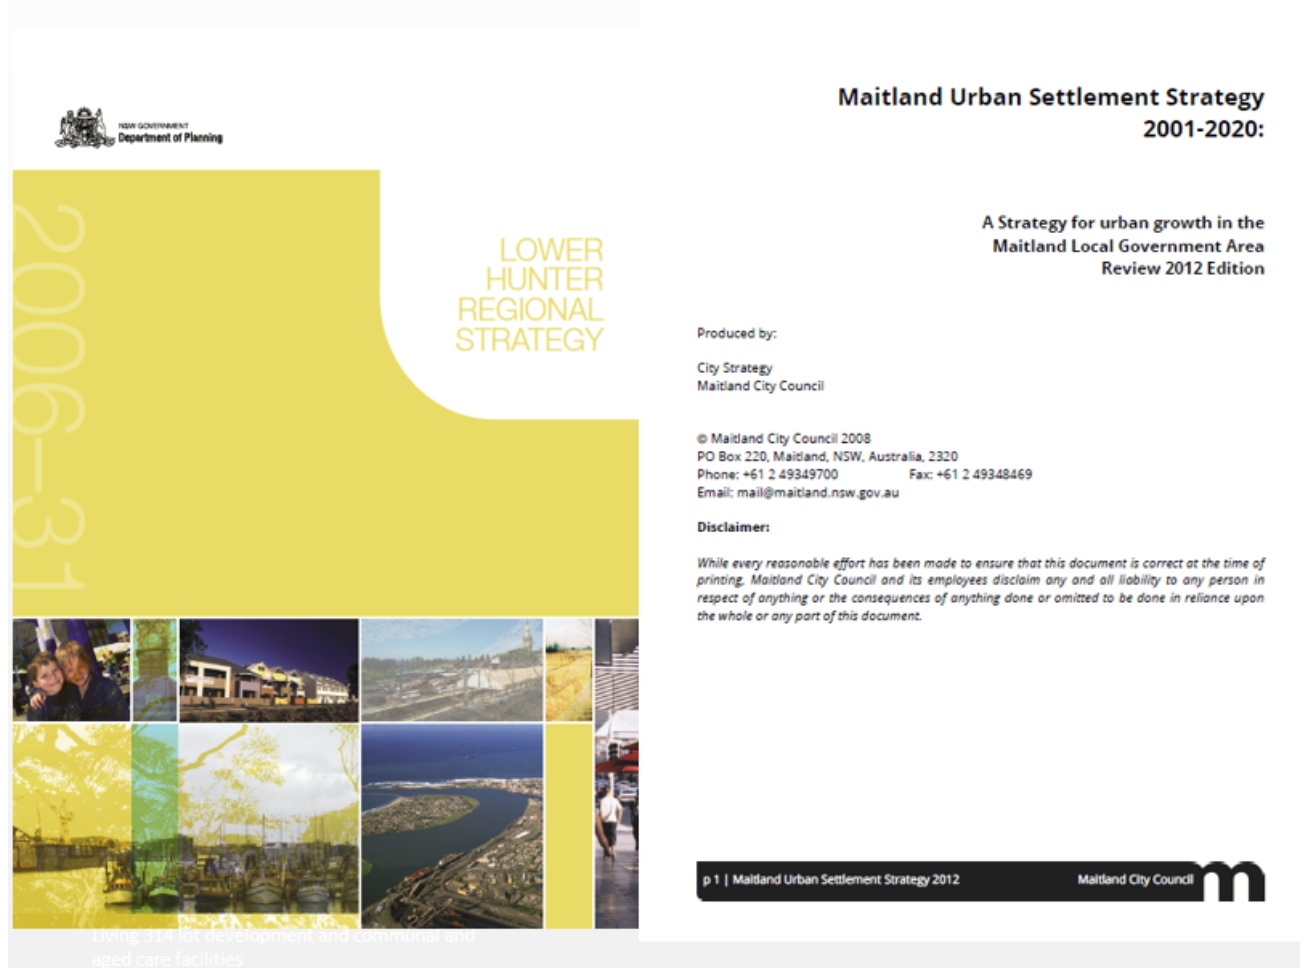 NSW GOVERNMENT
Department of Planning
2006–31
LOWER
HUNTER
REGIONAL
STRATEGY
Living 314 lot development and communal and
aged care facilities
Maitland Urban Settlement Strategy
2001-2020:
A Strategy for urban growth in the
Maitland Local Government Area
Review 2012 Edition
Produced by:
City Strategy
Maitland City Council
© Maitland City Council 2008
PO Box 220, Maitland, NSW, Australia, 2320
Phone: +61 2 49349700 Fax: +61 2 49348469
Email: mail@maitland.nsw.gov.au
Disclaimer:
While every reasonable effort has been made to ensure that this document is correct at the time of
printing, Maitland City Council and its employees disclaim any and all liability to any person in
respect of anything or the consequences of anything done or omitted to be done in reliance upon
the whole or any part of this document.
p 1 | Maitland Urban Settlement Strategy 2012 Maitland City Council m